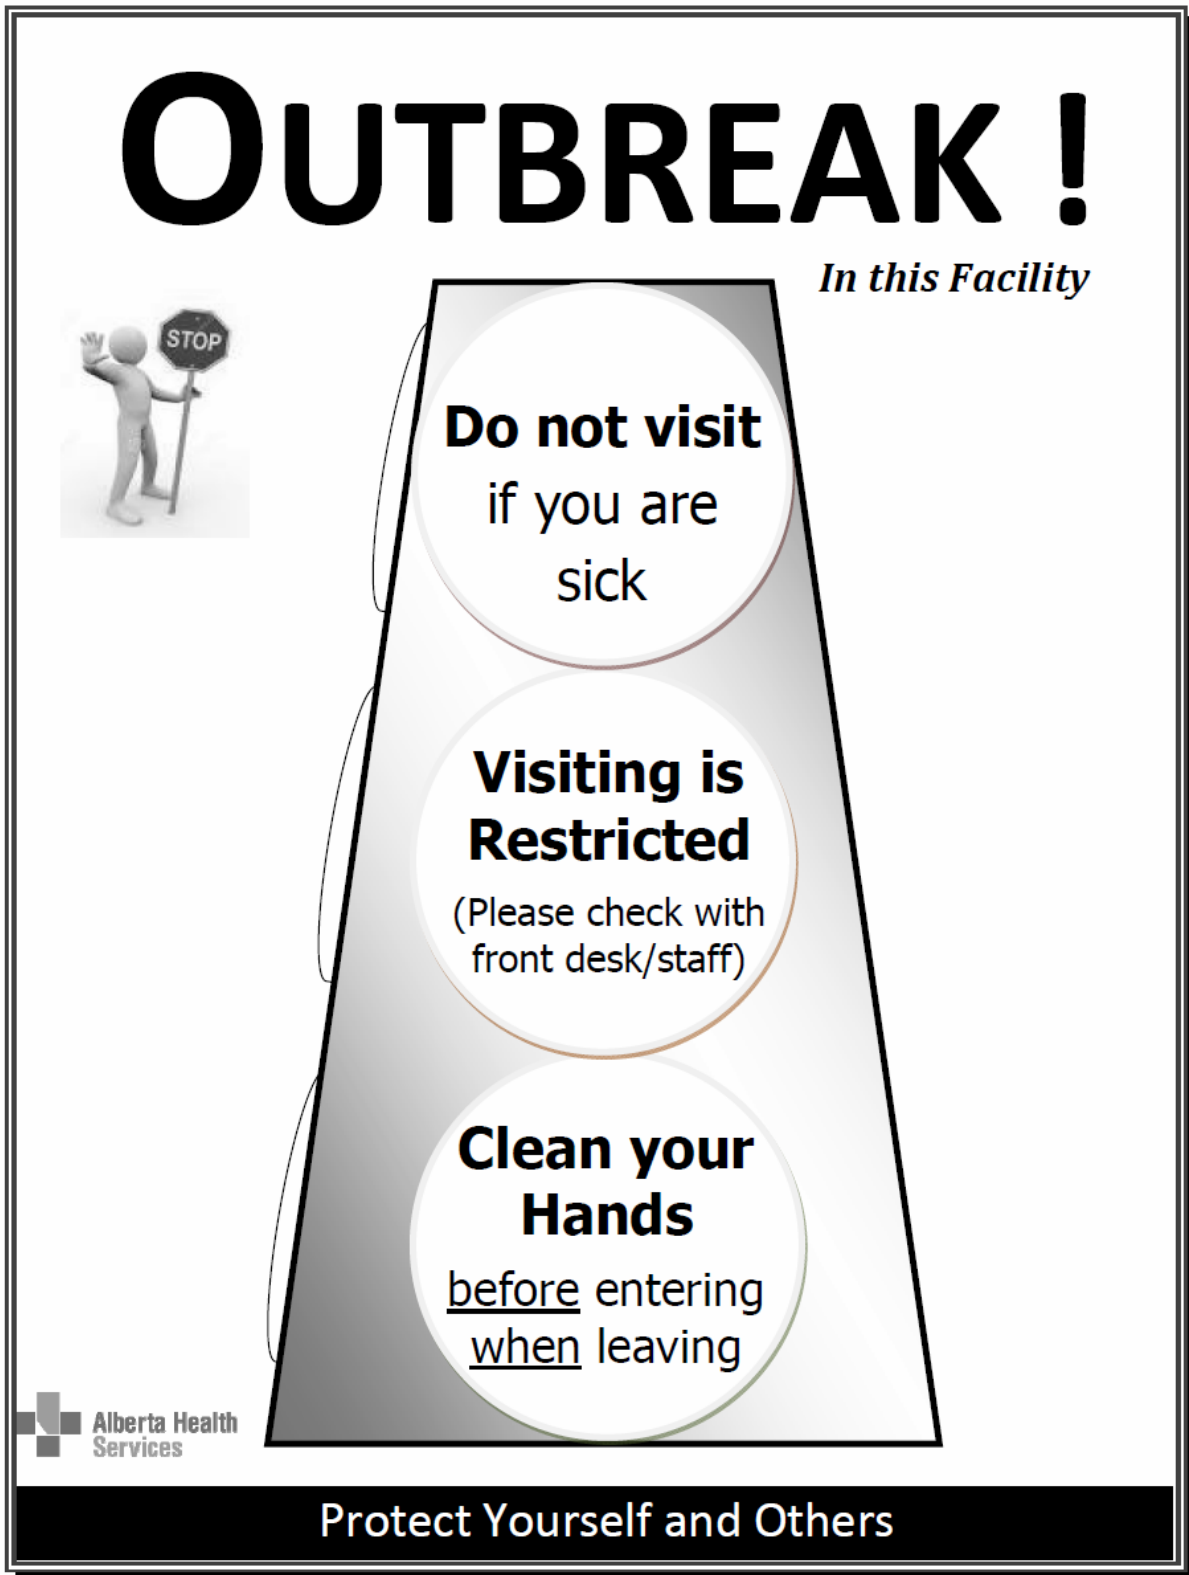 OUTBREAK !
In this Facility
STOP
Do not visit
if you are
sick
Visiting is
Restricted
(Please check with
front desk/staff)
Clean your
Hands
before entering
when leaving
Alberta Health
Services
Protect Yourself and Others